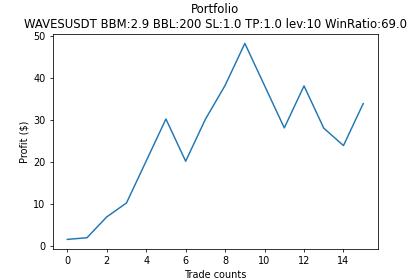 Portfolio
WAVESUSDT BBM:2.9 BBL:200 SL:1.0 TP:1.0 lev:10 WinRatio:69.0
50
40
30
20
10
0
Profit ($)
0 2 4 6 8 10 12 14
Trade counts